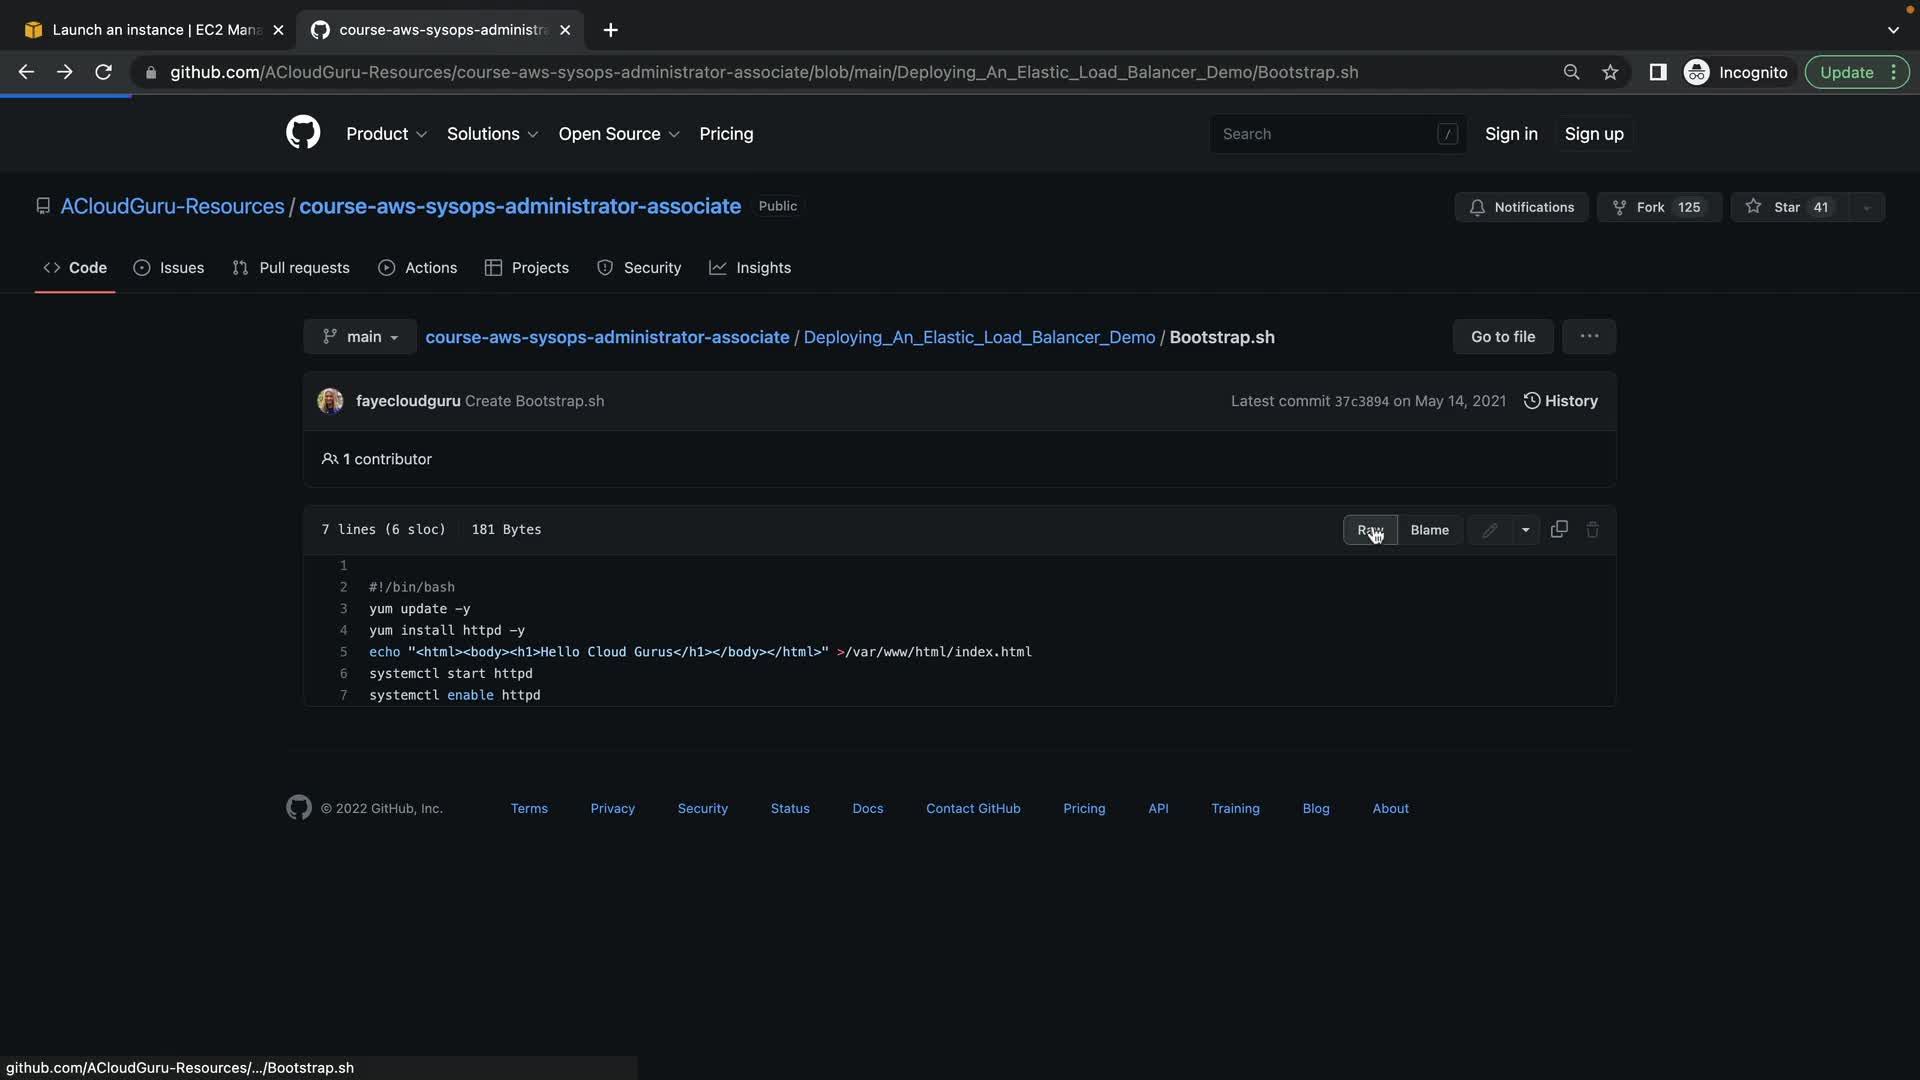 Launch an instance | EC2 Mana
course-aws-sysops-administra
github.com/ACloudGuru-Resources/course-aws-sysops-administrator-associate/blob/main/Deploying_An_Elastic_Load_Balancer_Demo/Bootstrap.sh
Incognito
Update
Product
Solutions
Open Source
Pricing
Search
/
Sign in
Sign up
ACloudGuru-Resources / course-aws-sysops-administrator-associate
Public
Notifications
Fork 125
Star 41
Code
Issues
Pull requests
Actions
Projects
Security
Insights
main
course-aws-sysops-administrator-associate / Deploying_An_Elastic_Load_Balancer_Demo / Bootstrap.sh
Go to file
fayecloudguru Create Bootstrap.sh
Latest commit 37c3894 on May 14, 2021
History
1 contributor
7 lines (6 sloc)
181 Bytes
Raw
Blame
1
2 #!/bin/bash
3 yum update -y
4 yum install httpd -y
5 echo "<html><body><h1>Hello Cloud Gurus</h1></body></html>" >/var/www/html/index.html
6 systemctl start httpd
7 systemctl enable httpd
© 2022 GitHub, Inc.
Terms
Privacy
Security
Status
Docs
Contact GitHub
Pricing
API
Training
Blog
About
github.com/ACloudGuru-Resources/.../Bootstrap.sh